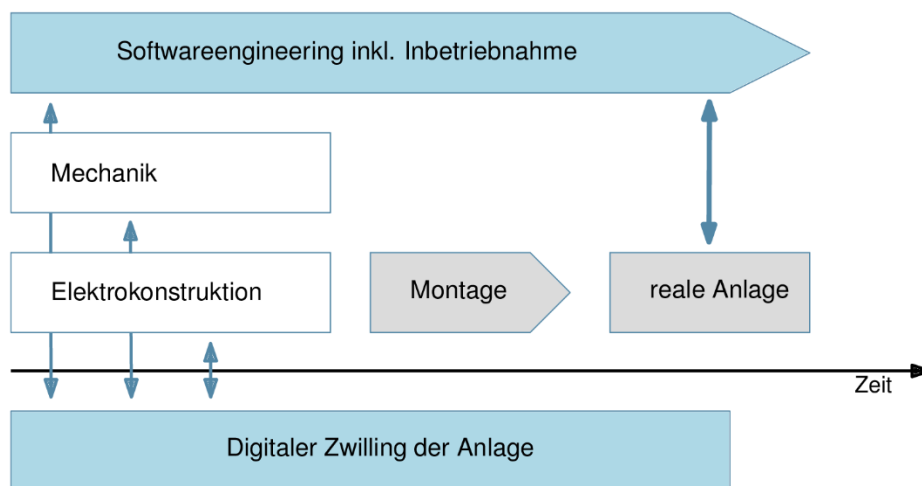 Softwareengineering inkl. Inbetriebnahme
Mechanik
Elektrokonstruktion
Montage
reale Anlage
Zeit
Digitaler Zwilling der Anlage